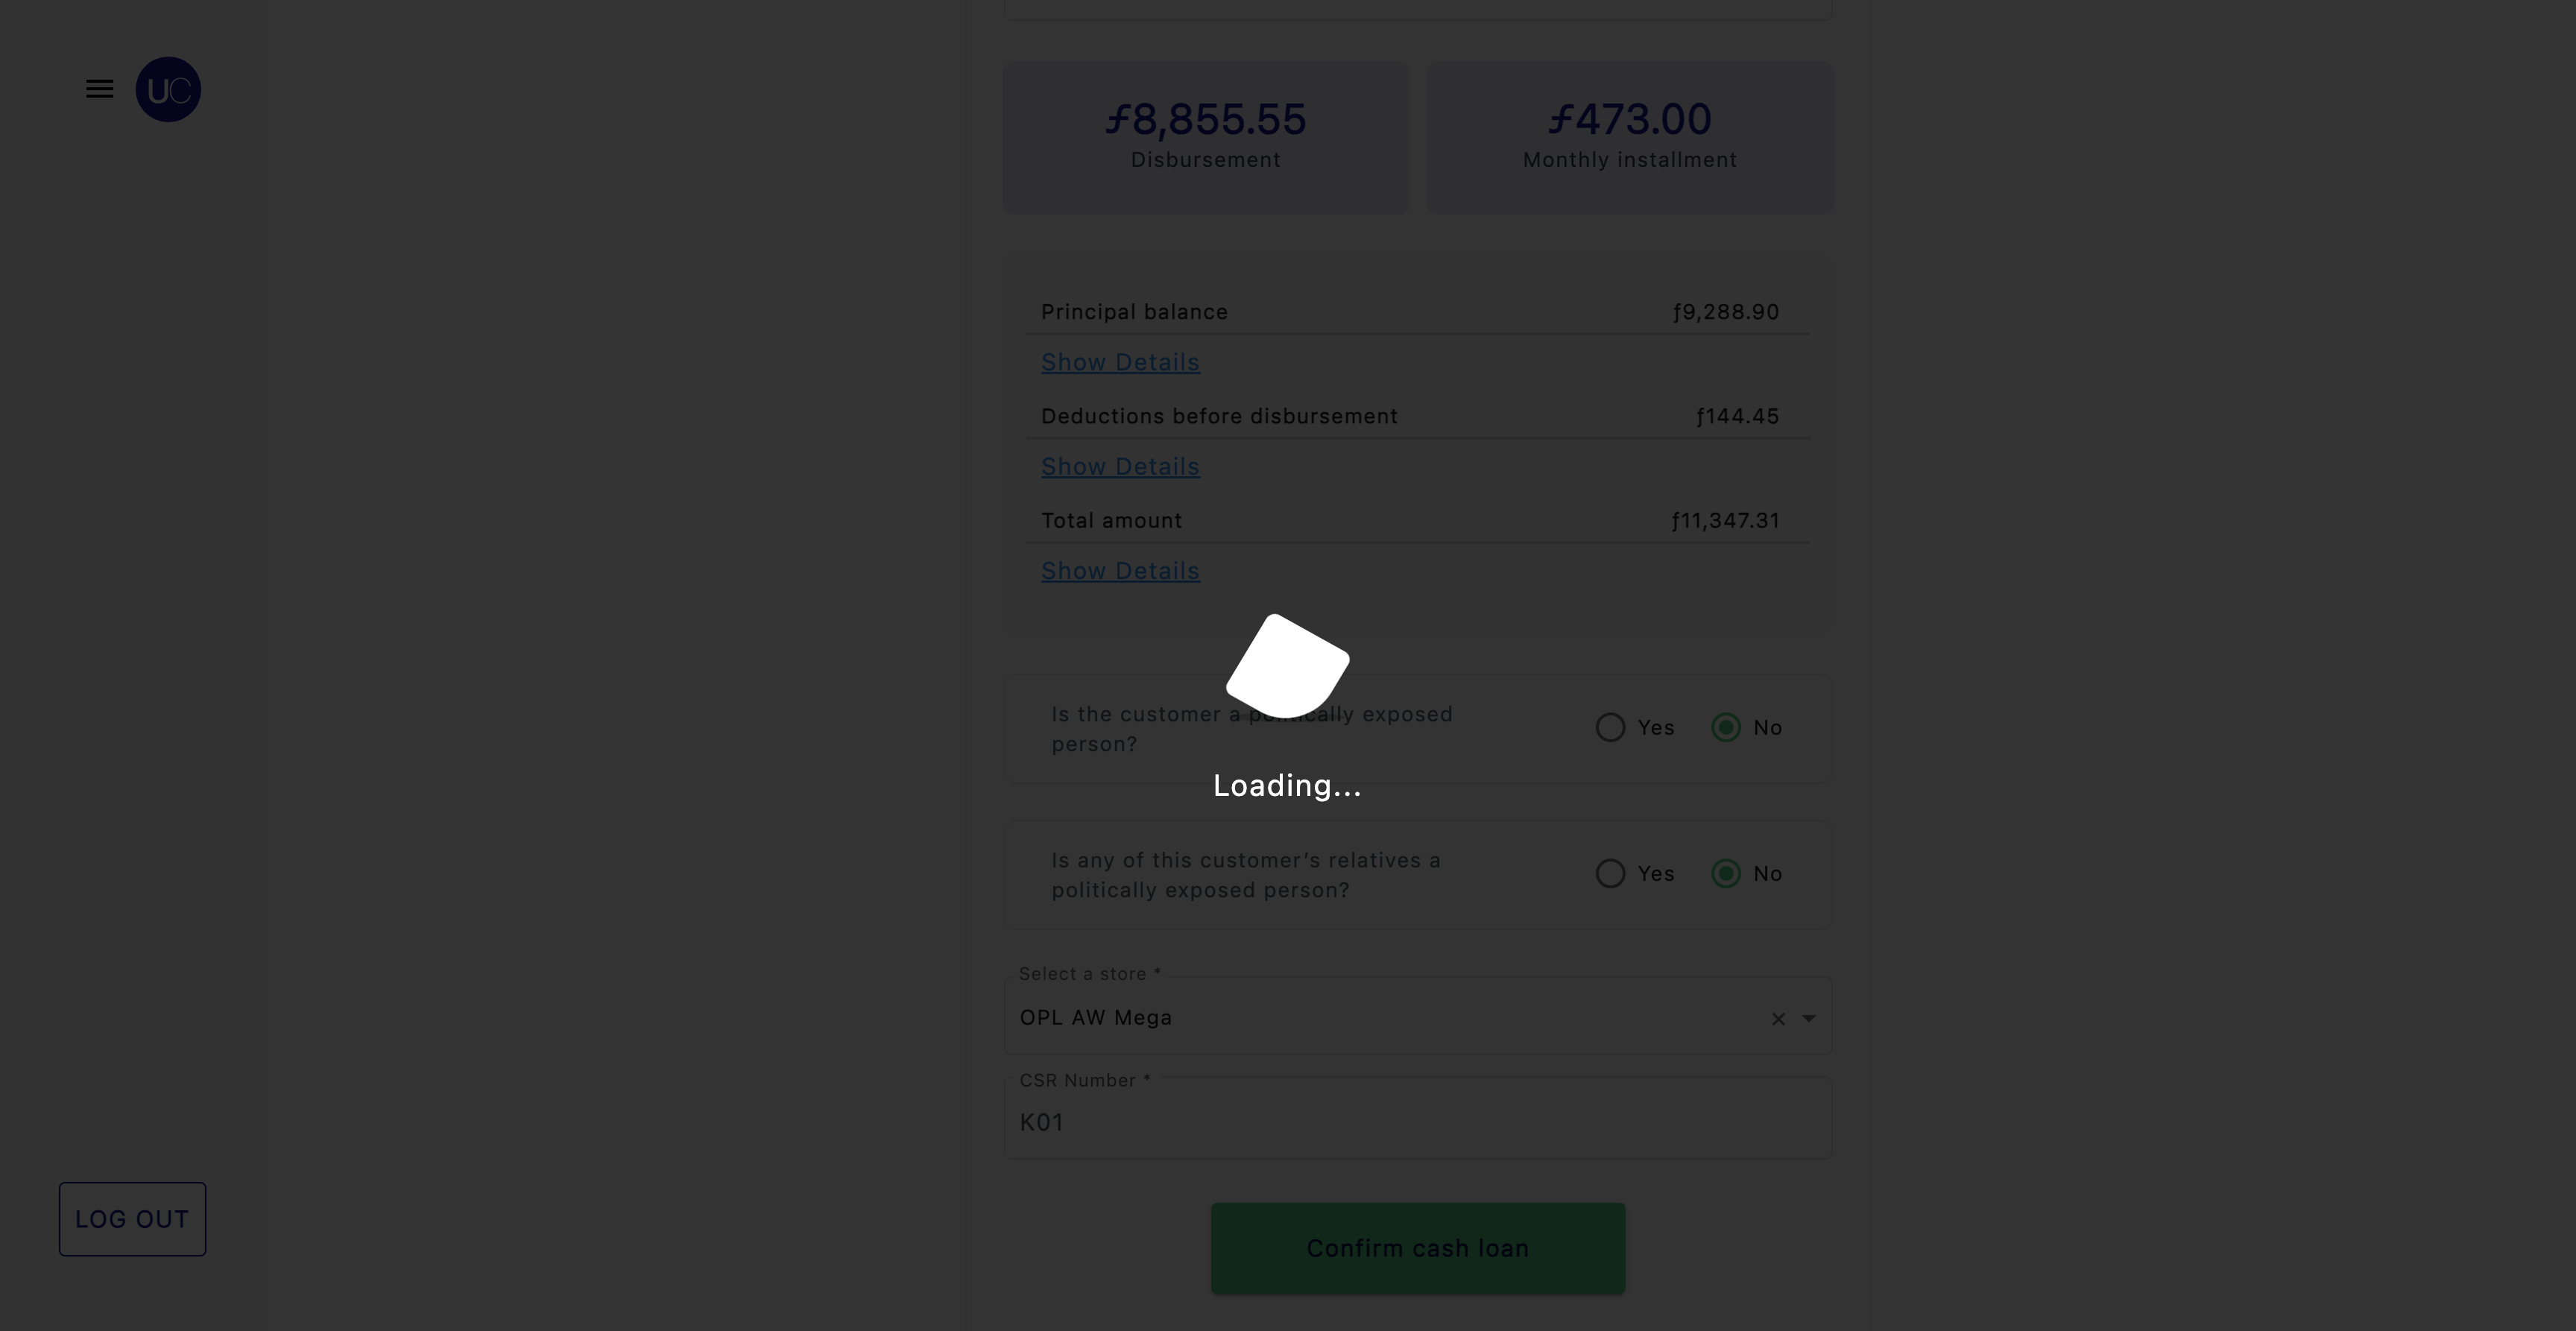 UC
ƒ8,855.55
Disbursement
ƒ473.00
Monthly installment
Principal balance ƒ9,288.90
Show Details
Deductions before disbursement ƒ144.45
Show Details
Total amount ƒ11,347.31
Show Details
Is the customer a politically exposed
person?
Yes No
Loading...
Is any of this customer’s relatives a
politically exposed person?
Yes No
Select a store *
OPL AW Mega
CSR Number *
K01
LOG OUT
Confirm cash loan